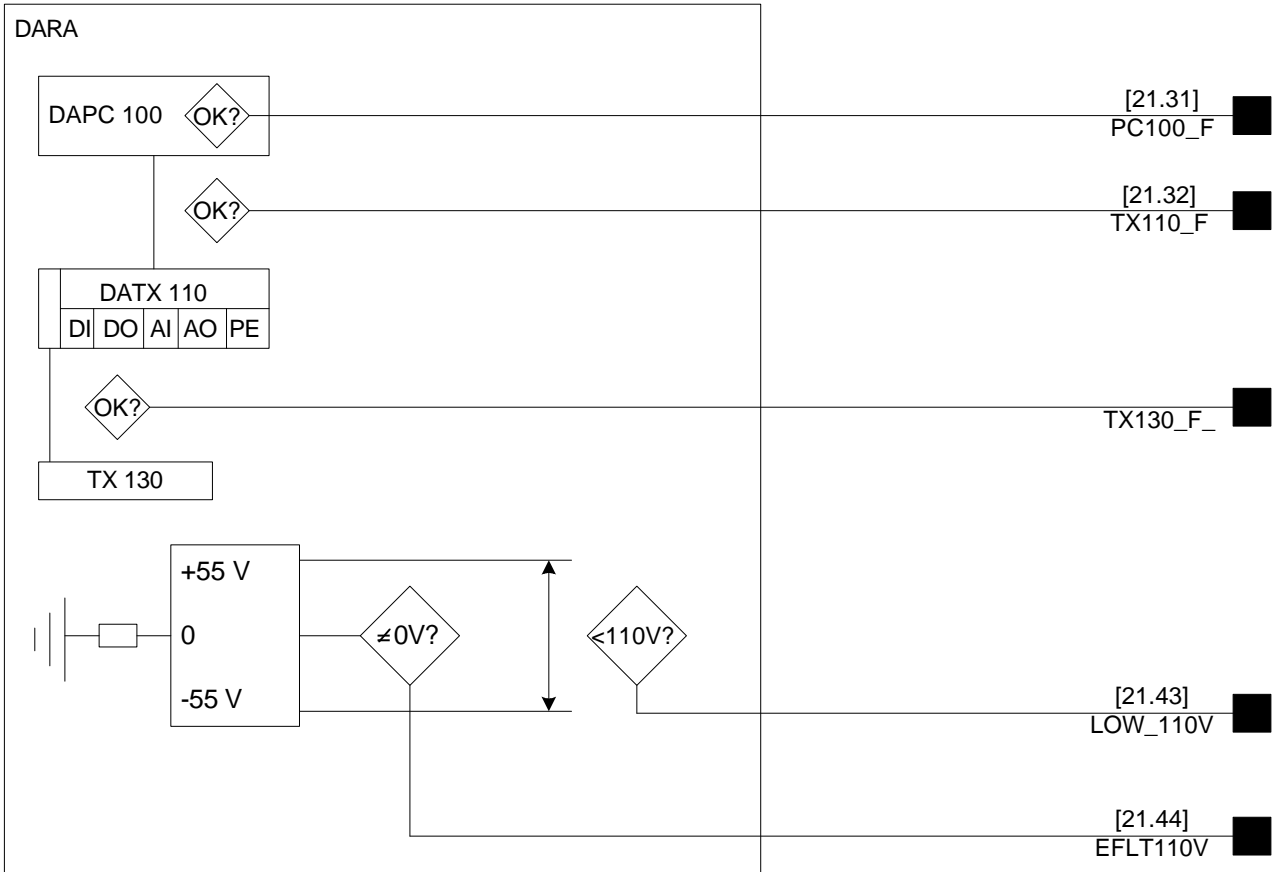 DARA
DAPC 100
OK?
[21.31]
PC100_F
OK?
[21.32]
TX110_F
DATX 110
DI DO AI AO PE
OK?
TX130_F_
TX 130
+55 V
0
-55 V
≠0V?
<110V?
[21.43]
LOW_110V
[21.44]
EFLT110V